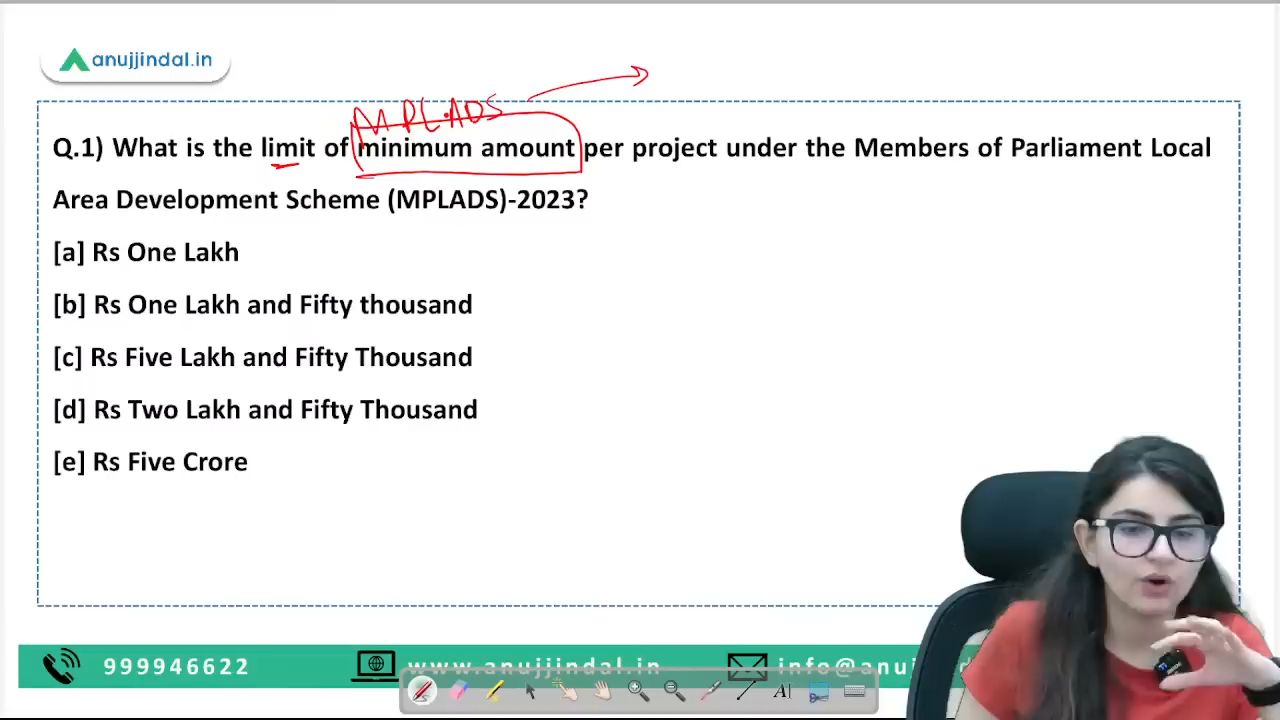 anujjindal.in
MPLADS
Q.1) What is the limit of minimum amount per project under the Members of Parliament Local
Area Development Scheme (MPLADS)-2023?
[a] Rs One Lakh
[b] Rs One Lakh and Fifty thousand
[c] Rs Five Lakh and Fifty Thousand
[d] Rs Two Lakh and Fifty Thousand
[e] Rs Five Crore
999946622 www.anujjindal.in info@anuj